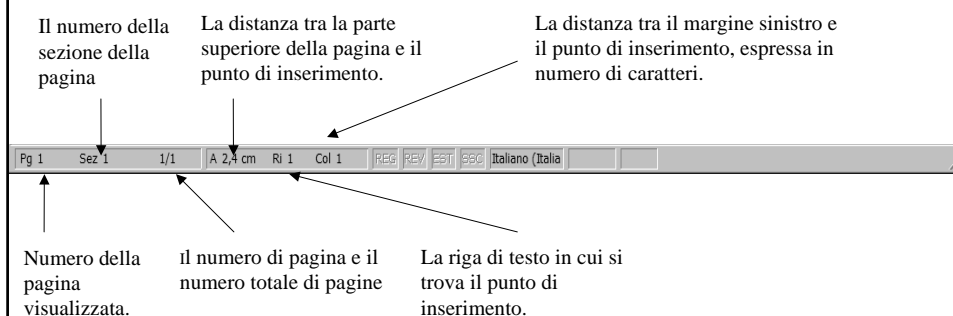 Il numero della
sezione della
pagina
La distanza tra la parte
superiore della pagina e il
punto di inserimento.
La distanza tra il margine sinistro e
il punto di inserimento, espressa in
numero di caratteri.
Pg 1 Sez 1 1/1 A 2,4 cm Ri 1 Col 1 REG REV EST SSC Italiano (Italia
Numero della
pagina
visualizzata.
Il numero di pagina e il
numero totale di pagine
La riga di testo in cui si
trova il punto di
inserimento.